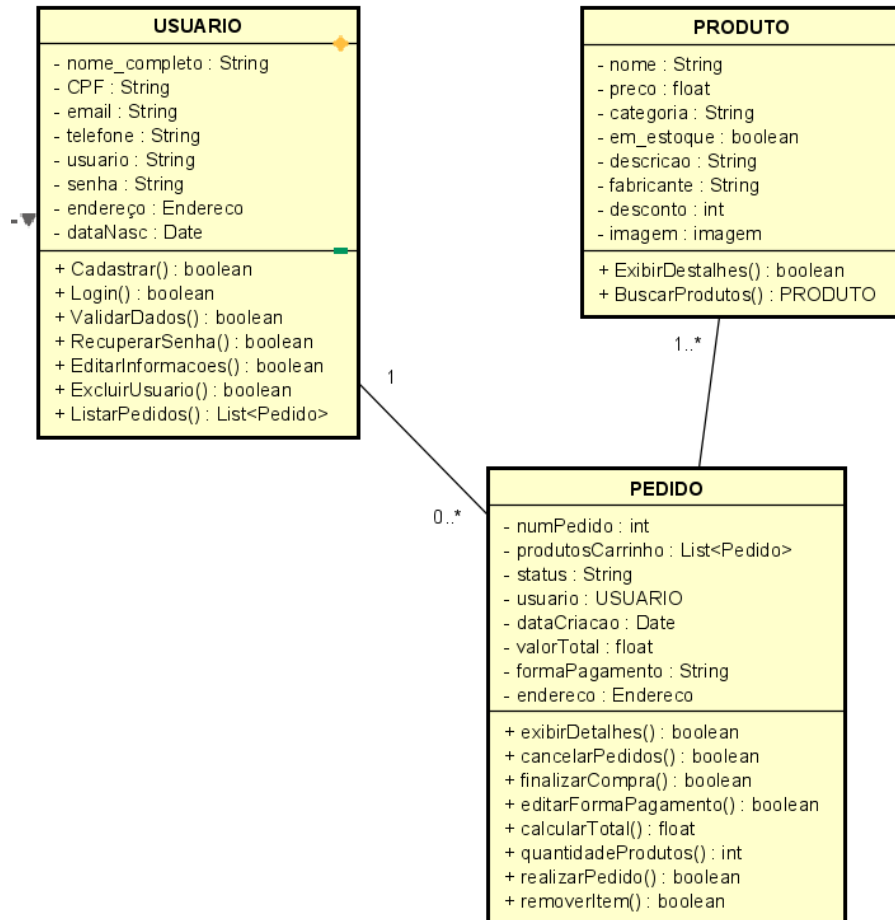 USUARIO
- nome_completo : String
- CPF : String
- email : String
- telefone : String
- usuario : String
- senha : String
- endereço : Endereco
- dataNasc : Date
+ Cadastrar() : boolean
+ Login() : boolean
+ ValidarDados() : boolean
+ RecuperarSenha() : boolean
+ EditarInformacoes() : boolean
+ ExcluirUsuario() : boolean
+ ListarPedidos() : List<Pedido>
PRODUTO
- nome : String
- preco : float
- categoria : String
- em_estoque : boolean
- descricao : String
- fabricante : String
- desconto : int
- imagem : imagem
+ ExibirDestalhes() : boolean
+ BuscarProdutos() : PRODUTO
1..*
1
0..*
PEDIDO
- numPedido : int
- produtosCarrinho : List<Pedido>
- status : String
- usuario : USUARIO
- dataCriacao : Date
- valorTotal : float
- formaPagamento : String
- endereco : Endereco
+ exibirDetalhes() : boolean
+ cancelarPedidos() : boolean
+ finalizarCompra() : boolean
+ editarFormaPagamento() : boolean
+ calcularTotal() : float
+ quantidadeProdutos() : int
+ realizarPedido() : boolean
+ removerItem() : boolean